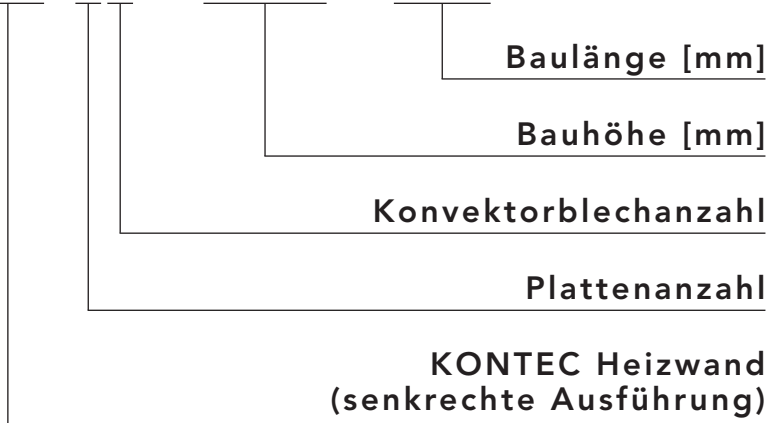 Baulänge [mm]
Bauhöhe [mm]
Konvektorblechanzahl
Plattenanzahl
KONTEC Heizwand
(senkrechte Ausführung)